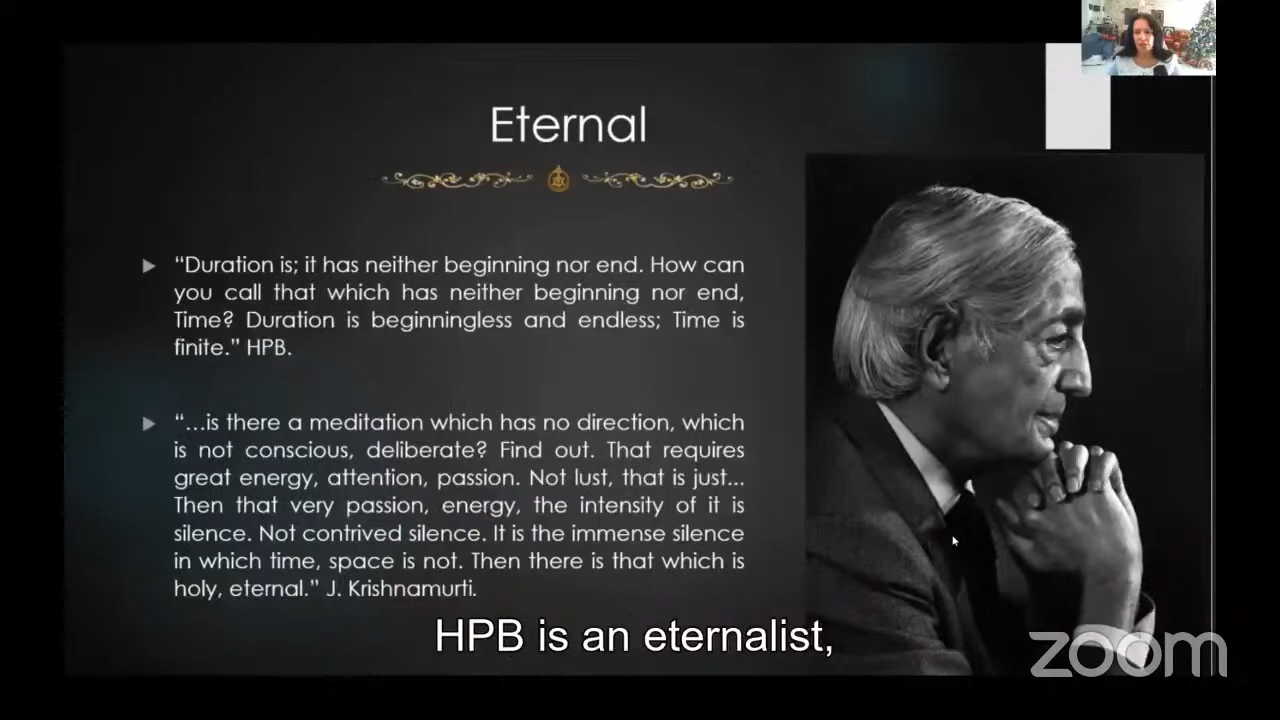 Eternal
“Duration is; it has neither beginning nor end. How can
you call that which has neither beginning nor end,
Time? Duration is beginningless and endless; Time is
finite.” HPB.
“…is there a meditation which has no direction, which
is not conscious, deliberate? Find out. That requires
great energy, attention, passion. Not lust, that is just...
Then that very passion, energy, the intensity of it is
silence. Not contrived silence. It is the immense silence
in which time, space is not. Then there is that which is
holy, eternal.” J. Krishnamurti.
HPB is an eternalist,
zoom